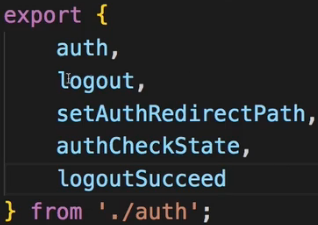 export {
    auth,
    logout,
    setAuthRedirectPath,
    authCheckState,
    logoutSucceed
} from './auth';